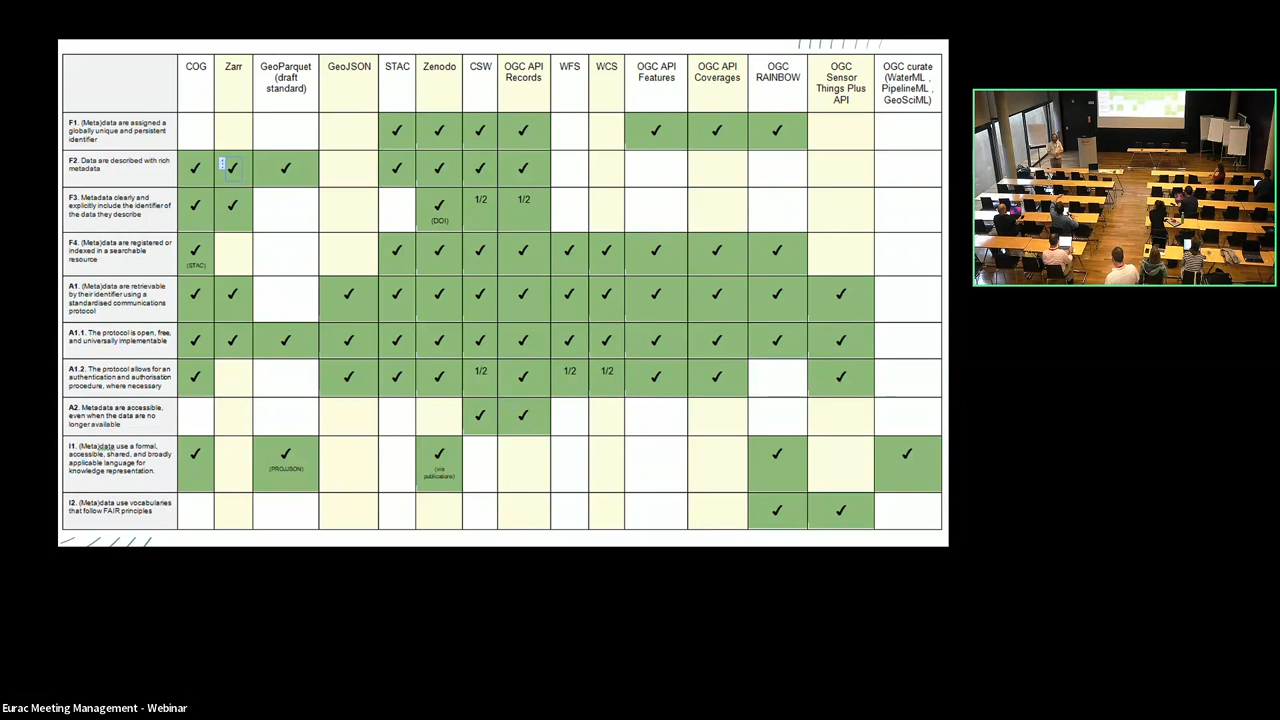 COG Zarr GeoParquet GeoJSON STAC Zenodo CSW OGC API WFS WCS OGC API OGC API OGC OGC OGC curate
(draft Records Features Coverages RAINBOW Sensor (WaterML ,
standard) Things Plus PipelineML ,
API GeoSciML)
F1. (Meta)data are assigned a
globally unique and persistent
identifier
✓ ✓ ✓ ✓ ✓ ✓ ✓
F2. Data are described with rich
metadata
✓ ✓ ✓ ✓ ✓ ✓ ✓
F3. Metadata clearly and
explicitly include the identifier of
the data they describe
✓ ✓ ✓ 1/2 1/2
(DOI)
F4. (Meta)data are registered or
indexed in a searchable
resource
✓ ✓ ✓ ✓ ✓ ✓ ✓ ✓ ✓ ✓
(STAC)
A1. (Meta)data are retrievable
by their identifier using a
standardised communications
protocol
✓ ✓ ✓ ✓ ✓ ✓ ✓ ✓ ✓ ✓ ✓ ✓ ✓
A1.1. The protocol is open, free,
and universally implementable
✓ ✓ ✓ ✓ ✓ ✓ ✓ ✓ ✓ ✓ ✓ ✓ ✓ ✓
A1.2. The protocol allows for an
authentication and authorisation
procedure, where necessary
✓ ✓ ✓ ✓ 1/2 ✓ 1/2 1/2 ✓ ✓ ✓
A2. Metadata are accessible,
even when the data are no
longer available
✓ ✓
I1. (Meta)data use a formal,
accessible, shared, and broadly
applicable language for
knowledge representation.
✓ ✓ ✓ ✓ ✓
(PROJJSON) (via
publications)
I2. (Meta)data use vocabularies
that follow FAIR principles
✓ ✓
Eurac Meeting Management - Webinar